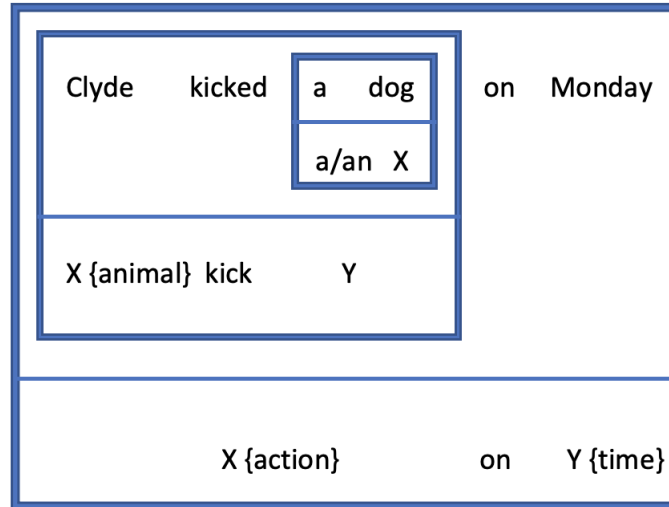 Clyde kicked a dog on Monday
a/an X
X {animal} kick Y
X {action} on Y {time}